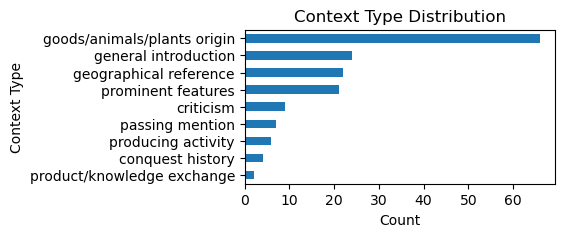 Context Type Distribution
Context Type
goods/animals/plants origin
general introduction
geographical reference
prominent features
criticism
passing mention
producing activity
conquest history
product/knowledge exchange
0 10 20 30 40 50 60
Count